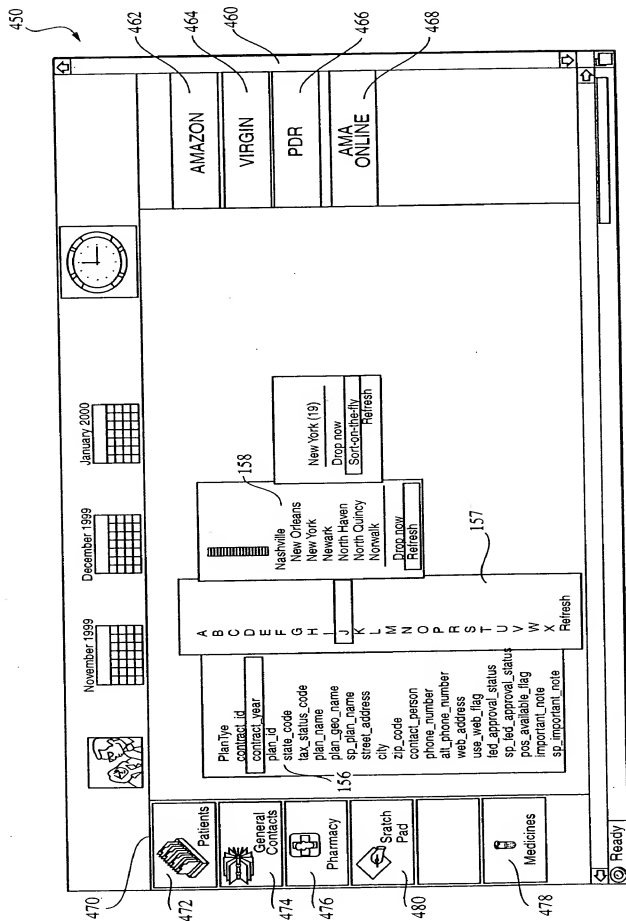 450
November 1999
December 1999
January 2000
470
472
Patients
474
General
Contacts
476
Pharmacy
480
Sratch
Pad
478
Medicines
PlanTye
contract_id
contract_year
plan_id
state_code
tax_status_code
plan_name
plan_geo_name
sp_plan_name
street_address
city
zip_code
contact_person
phone_number
alt_phone_number
web_address
use_web_flag
fed_approval_status
sp_fed_approval_status
pos_available_flag
important_note
sp_important_note
156
A
B
C
D
E
F
G
H
I
J
K
L
M
N
O
P
R
S
T
U
V
W
X
Refresh
157
Nashville
New Orleans
New York
Newark
North Haven
North Quincy
Norwalk
Drop now
Refresh
158
New York (19)
Drop now
Sort-on-the-fly
Refresh
AMAZON
462
VIRGIN
464
460
PDR
466
AMA
ONLINE
468
Ready